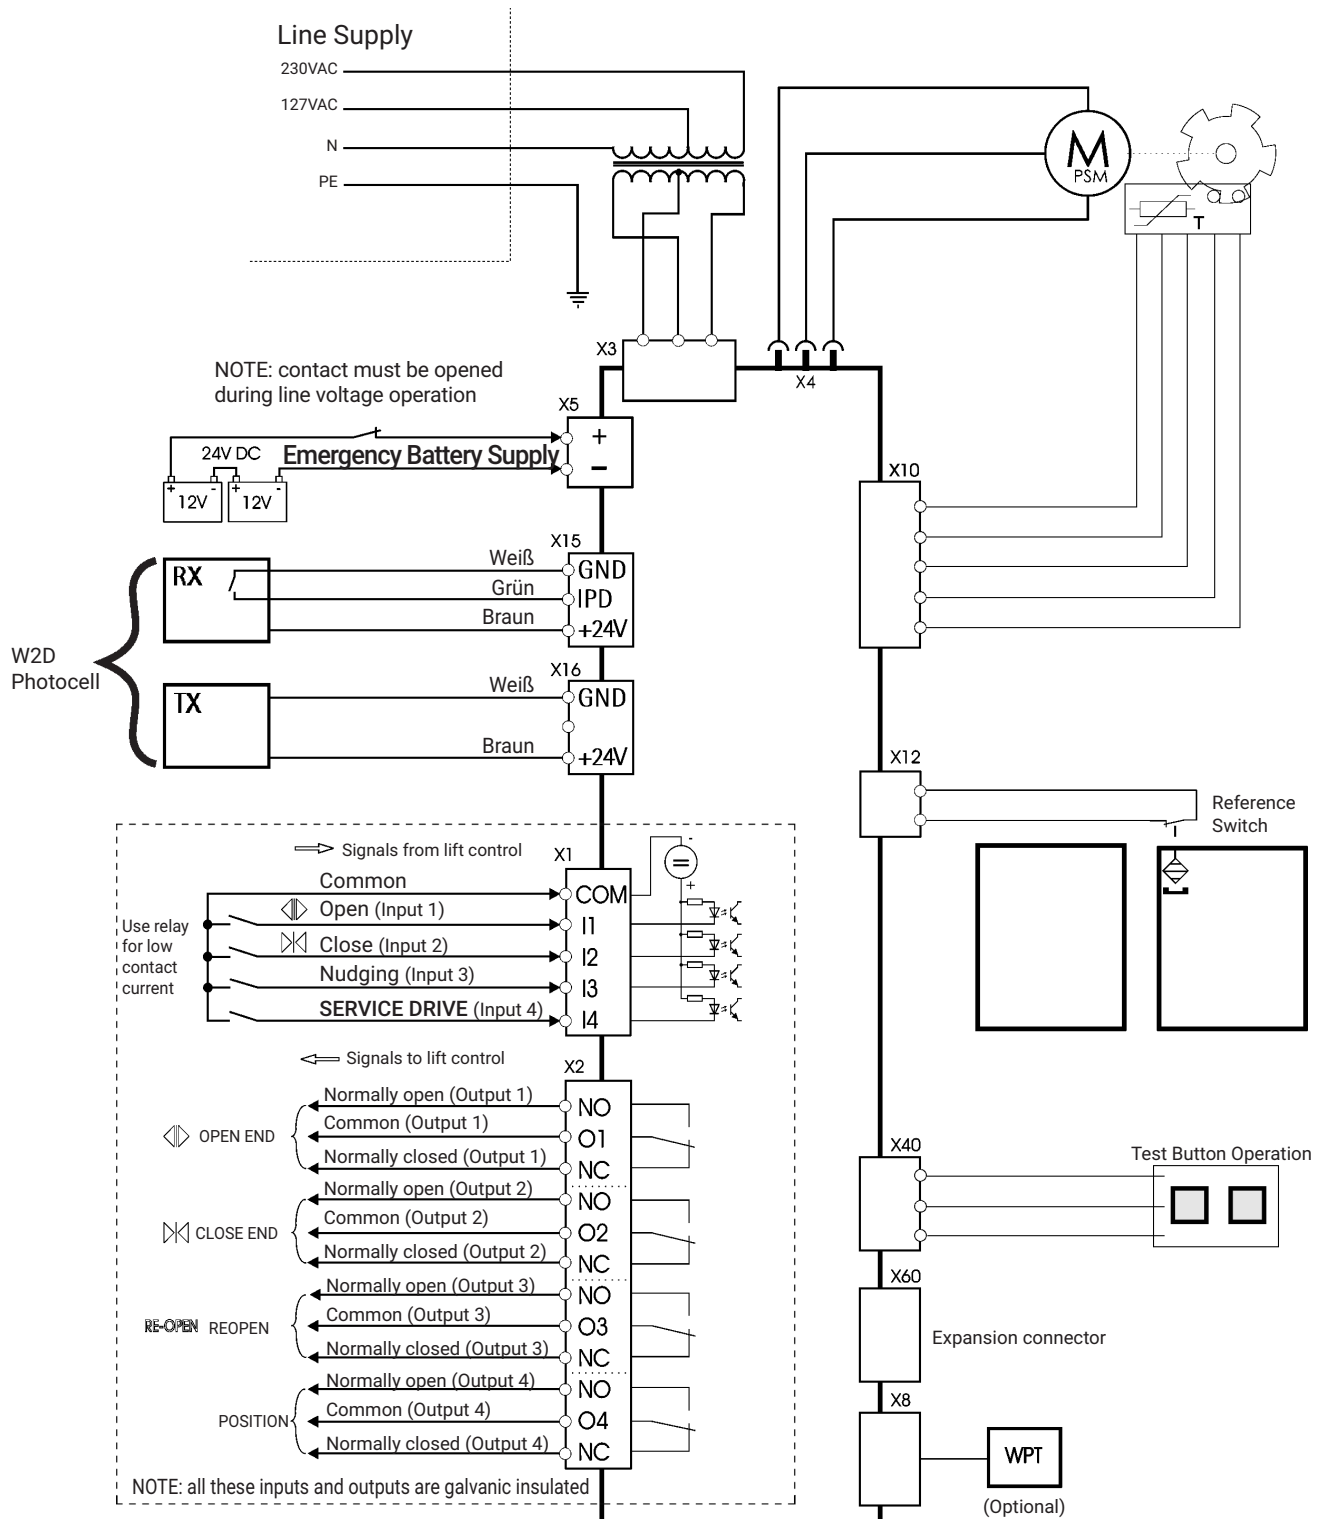 Line Supply
230VAC
127VAC
N
PE
M
PSM
T
X3
X4
NOTE: contact must be opened
during line voltage operation
X5
+
−
24V DC
Emergency Battery Supply
+ - + -
12V 12V
X10
X15
RX
Weiß
GND
Grün
IPD
Braun
+24V
W2D
Photocell
X16
TX
Weiß
GND
Braun
+24V
X12
Reference
Switch
Signals from lift control
X1
-
=
+
Common
COM
Open (Input 1)
I1
Use relay
for low
contact
current
Close (Input 2)
I2
Nudging (Input 3)
I3
SERVICE DRIVE (Input 4)
I4
Signals to lift control
X2
Normally open (Output 1)
NO
OPEN END
Common (Output 1)
O1
Normally closed (Output 1)
NC
Normally open (Output 2)
NO
CLOSE END
Common (Output 2)
O2
Normally closed (Output 2)
NC
Normally open (Output 3)
NO
RE-OPEN REOPEN
Common (Output 3)
O3
Normally closed (Output 3)
NC
Normally open (Output 4)
NO
POSITION
Common (Output 4)
O4
Normally closed (Output 4)
NC
NOTE: all these inputs and outputs are galvanic insulated
X40
Test Button Operation
X60
Expansion connector
X8
WPT
(Optional)